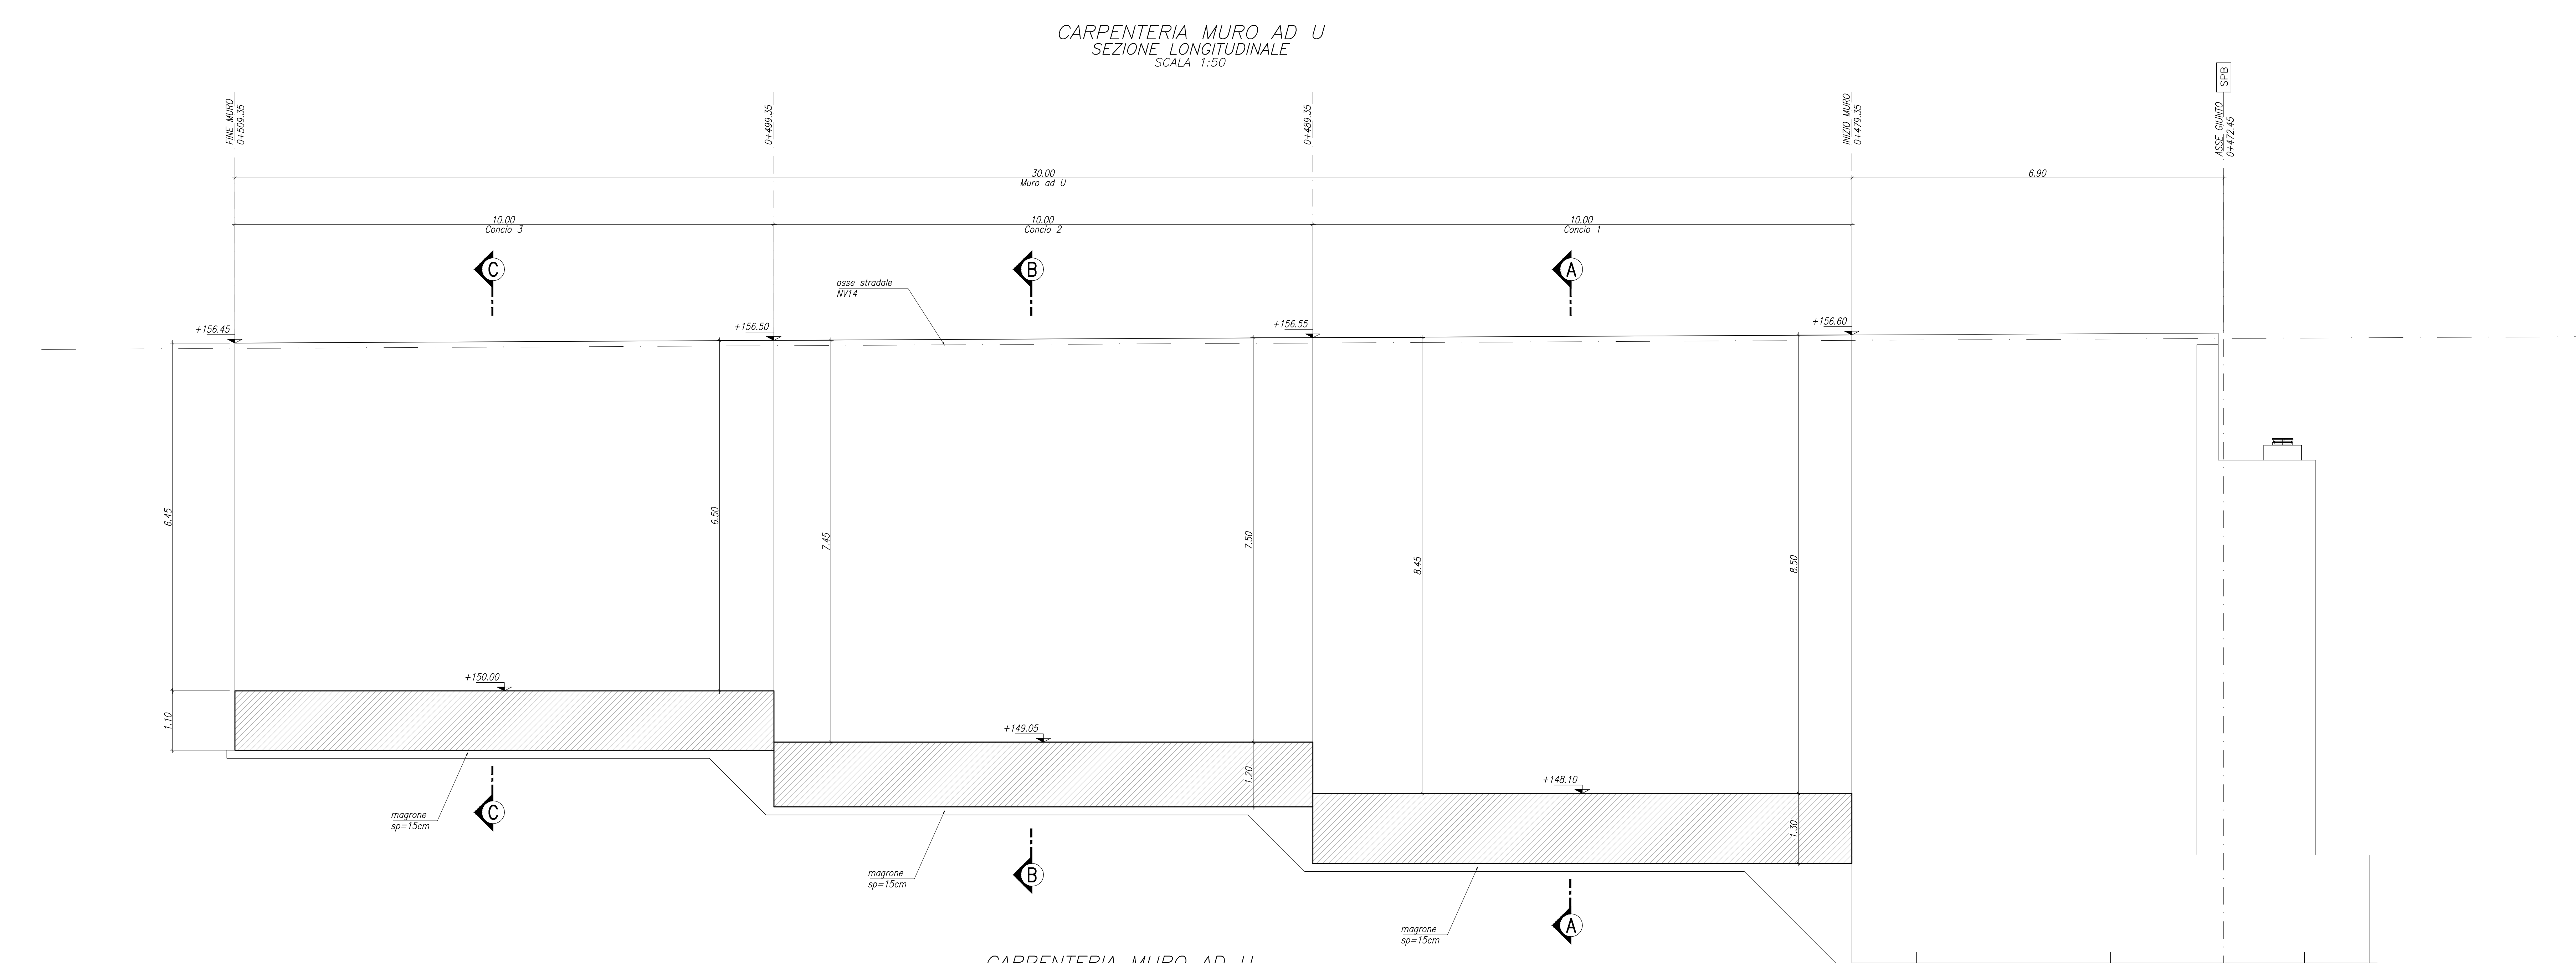 CARPENTERIA MURO AD U
SEZIONE LONGITUDINALE
SCALA 1:50
FINE MURO
0+509.35
0+499.35
0+489.35
INIZIO MURO
0+479.35
SPB
ASSE GIUNTO
0+472.45
30.00
Muro ad U
6.90
10.00
Concio 3
10.00
Concio 2
10.00
Concio 1
C
B
A
asse stradale
NV14
+156.45
+156.50
+156.55
+156.60
6.45
6.50
7.45
7.50
8.45
8.50
+150.00
1.10
+149.05
1.20
+148.10
1.30
magrone
sp=15cm
C
magrone
sp=15cm
B
magrone
sp=15cm
A
CARPENTERIA MURO AD U